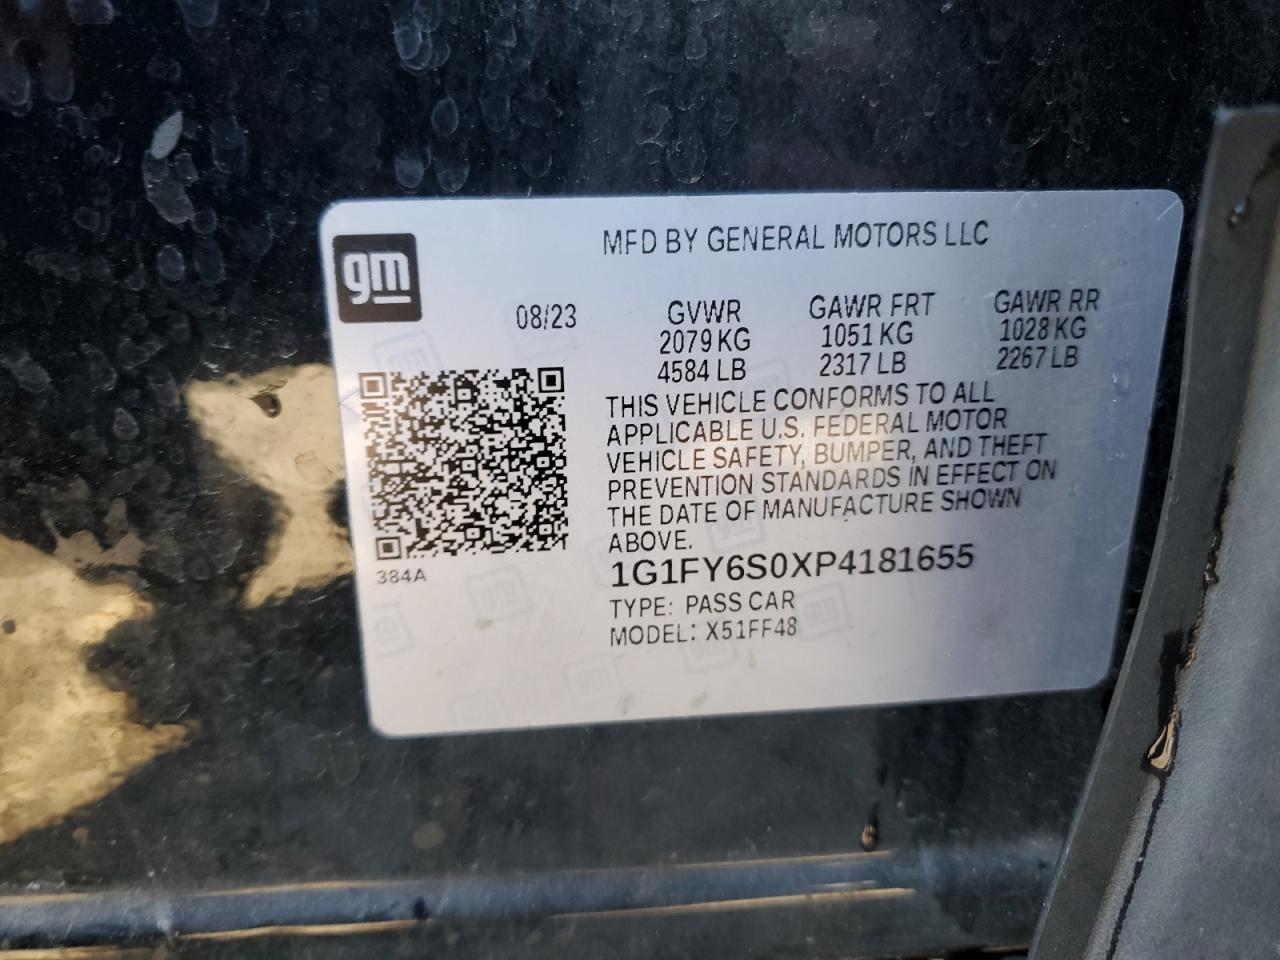 gm
MFD BY GENERAL MOTORS LLC
08/23 GVWR GAWR FRT GAWR RR
2079 KG 1051 KG 1028 KG
4584 LB 2317 LB 2267 LB
THIS VEHICLE CONFORMS TO ALL
APPLICABLE U.S. FEDERAL MOTOR
VEHICLE SAFETY, BUMPER, AND THEFT
PREVENTION STANDARDS IN EFFECT ON
THE DATE OF MANUFACTURE SHOWN
ABOVE.
384A
1G1FY6S0XP4181655
TYPE: PASS CAR
MODEL: X51FF48